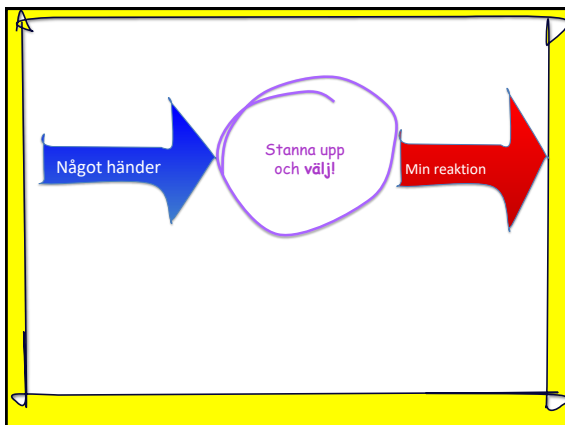 Något händer
Stanna upp
och välj!
Min reaktion